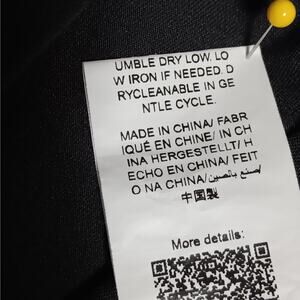 UMBLE DRY LOW. LO
W IRON IF NEEDED. D
RYCLEANABLE IN GE
NTLE CYCLE.
MADE IN CHINA/ FABR
IQUÉ EN CHINE/ IN CH
INA HERGESTELLT/ H
ECHO EN CHINA/ FEIT
O NA CHINA/ صنع بالصين/
中国製
More details: